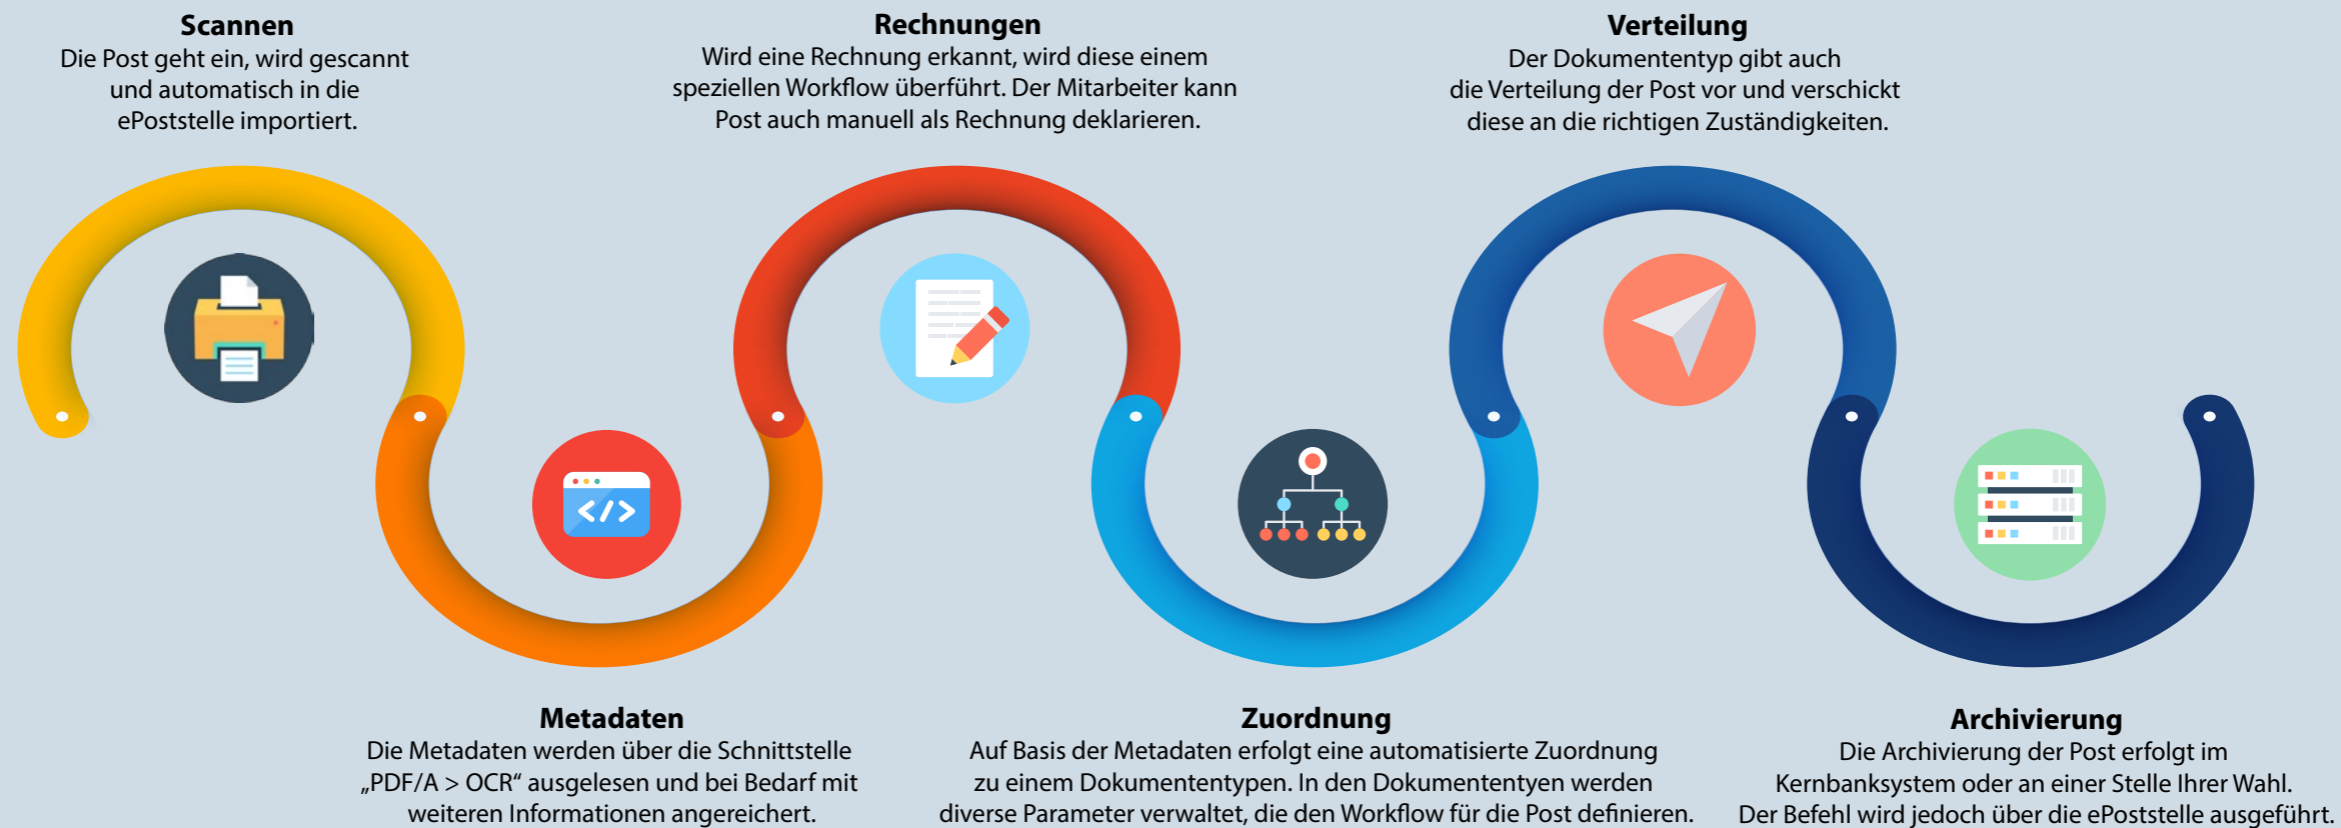 Scannen
Die Post geht ein, wird gescannt
und automatisch in die
ePoststelle importiert.
Metadaten
Die Metadaten werden über die Schnittstelle
„PDF/A > OCR“ ausgelesen und bei Bedarf mit
weiteren Informationen angereichert.
Rechnungen
Wird eine Rechnung erkannt, wird diese einem
speziellen Workflow überführt. Der Mitarbeiter kann
Post auch manuell als Rechnung deklarieren.
Zuordnung
Auf Basis der Metadaten erfolgt eine automatisierte Zuordnung
zu einem Dokumententypen. In den Dokumententyen werden
diverse Parameter verwaltet, die den Workflow für die Post definieren.
Verteilung
Der Dokumententyp gibt auch
die Verteilung der Post vor und verschickt
diese an die richtigen Zuständigkeiten.
Archivierung
Die Archivierung der Post erfolgt im
Kernbanksystem oder an einer Stelle Ihrer Wahl.
Der Befehl wird jedoch über die ePoststelle ausgeführt.